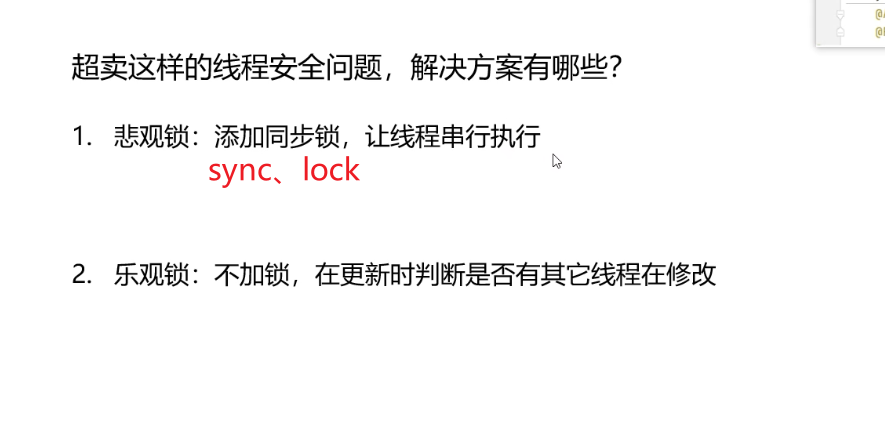 超卖这样的线程安全问题，解决方案有哪些？
1. 悲观锁：添加同步锁，让线程串行执行
sync、lock
2. 乐观锁：不加锁，在更新时判断是否有其它线程在修改